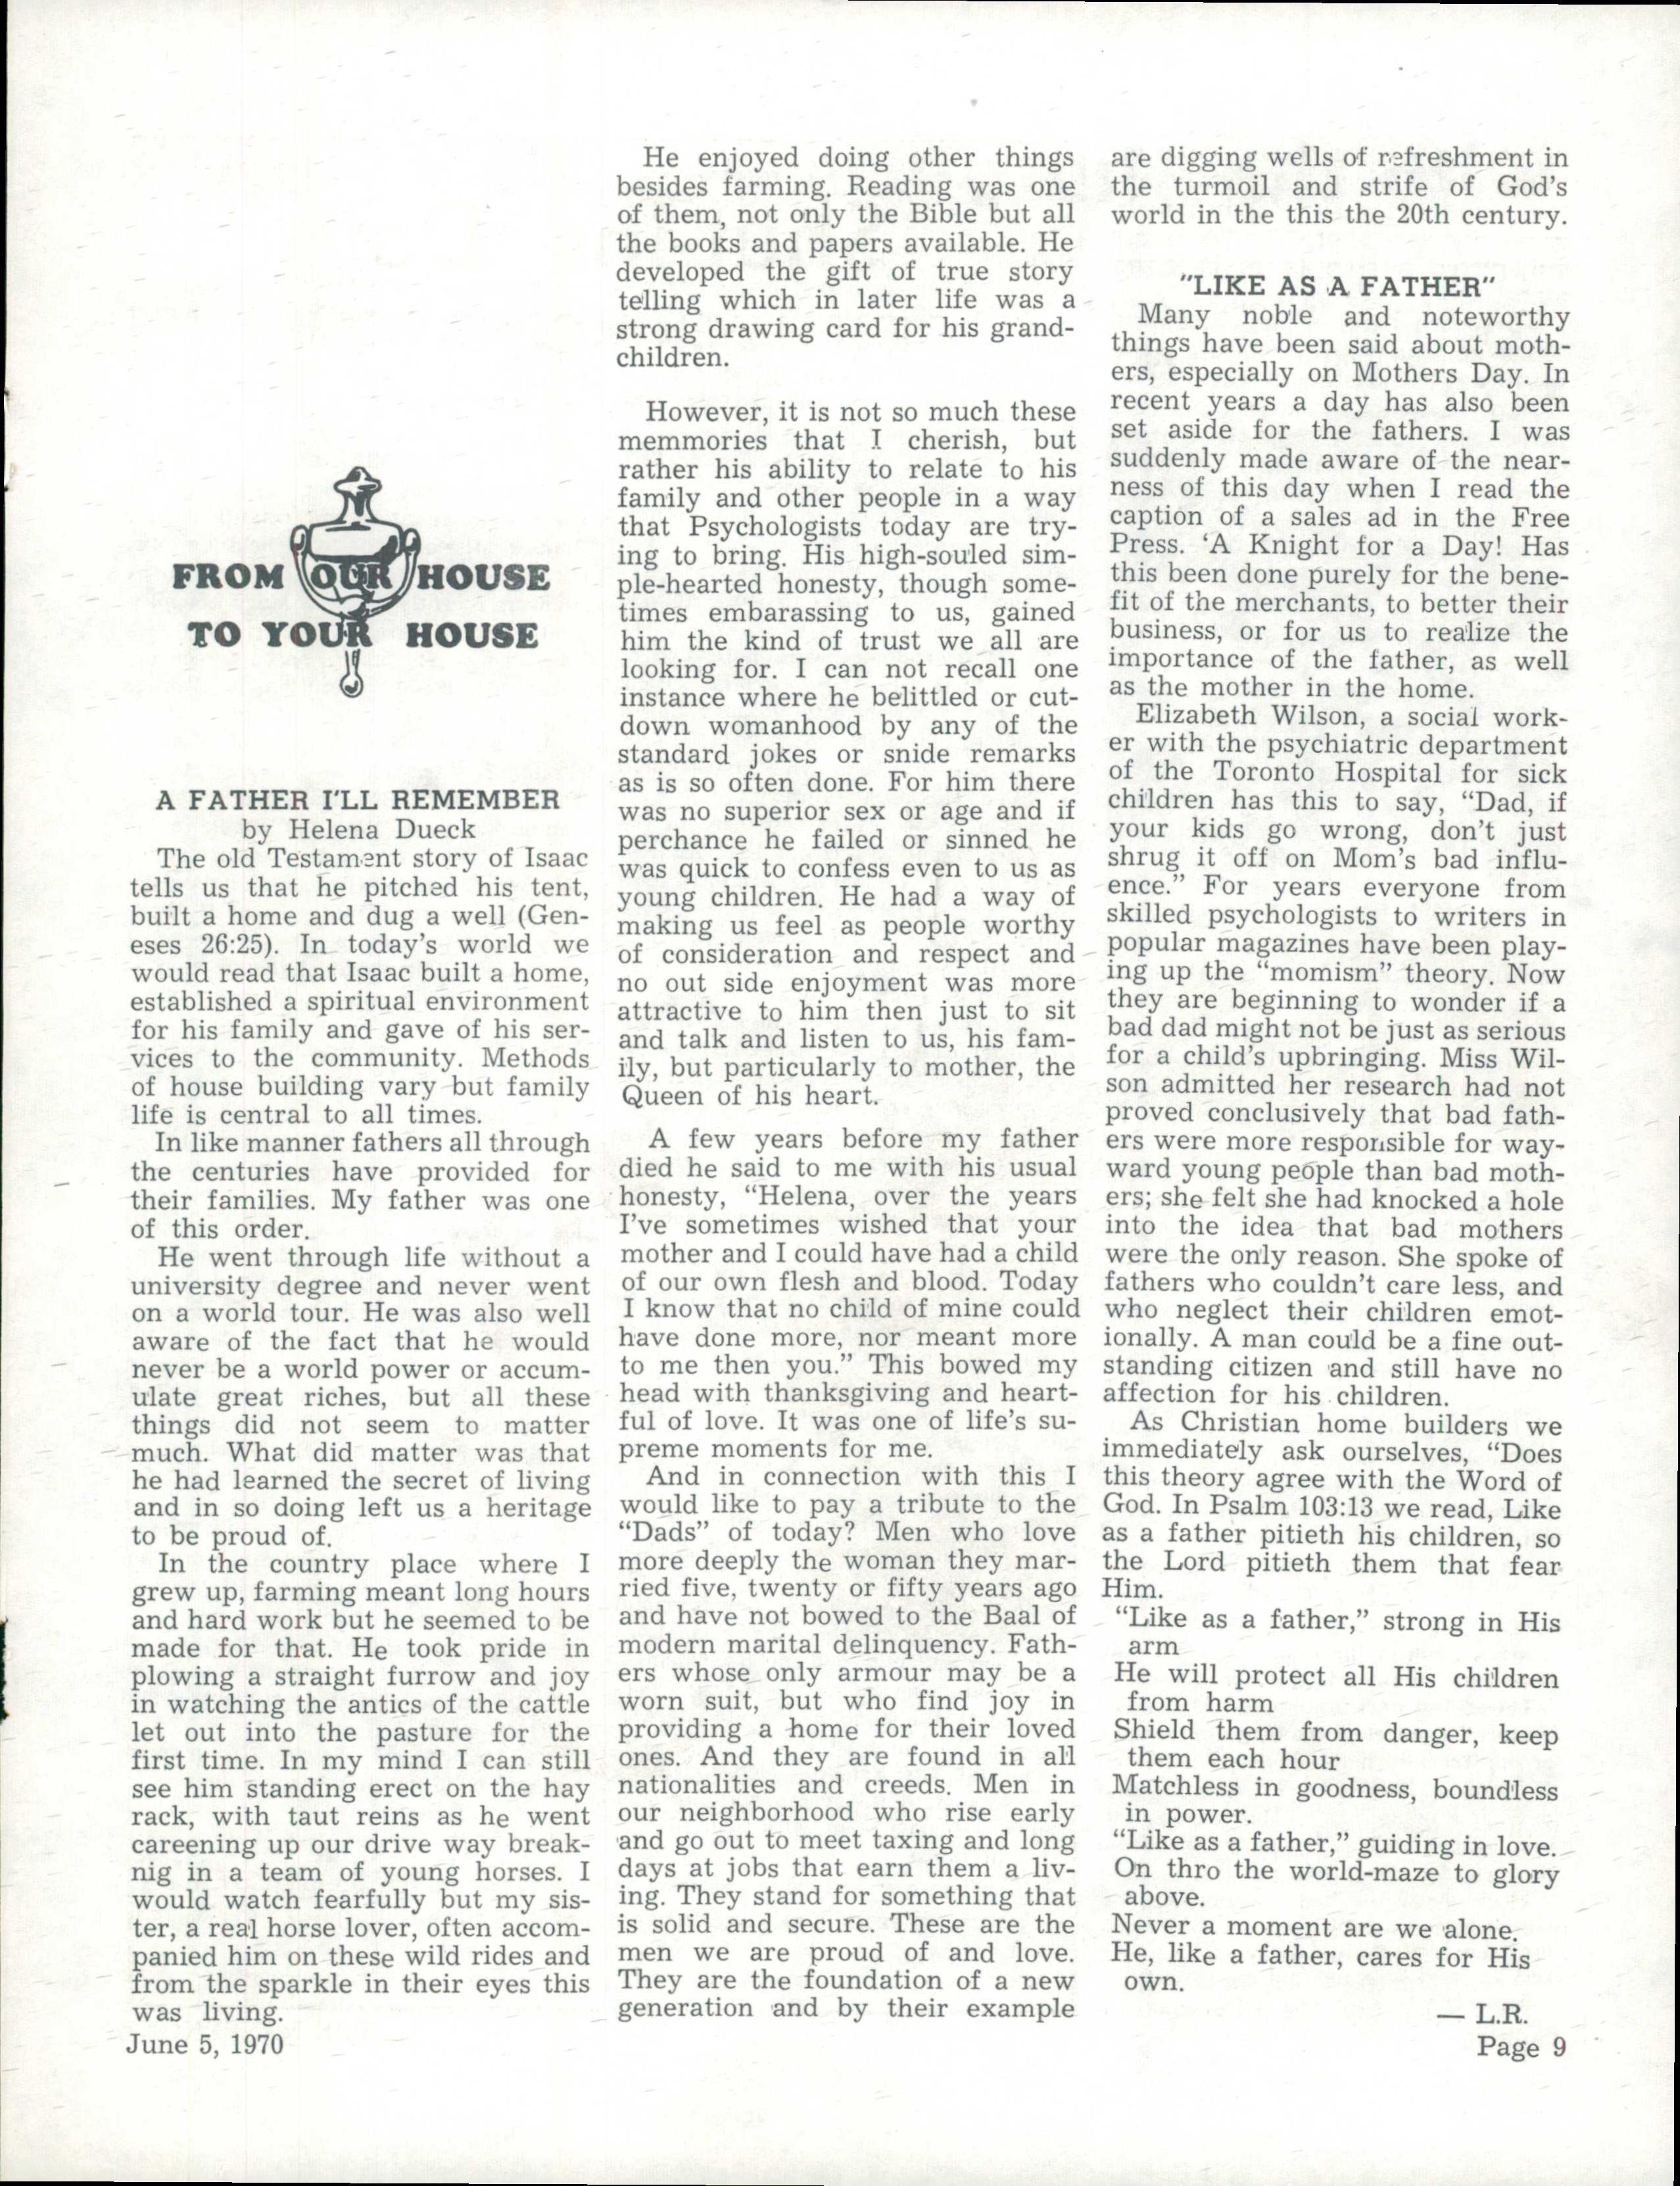 FROM OUR HOUSE
TO YOUR HOUSE
A FATHER I'LL REMEMBER
by Helena Dueck
The old Testament story of Isaac
tells us that he pitched his tent,
built a home and dug a well (Gen-
eses 26:25). In today's world we
would read that Isaac built a home,
established a spiritual environment
for his family and gave of his ser-
vices to the community. Methods
of house building vary but family
life is central to all times.
In like manner fathers all through
the centuries have provided for
their families. My father was one
of this order.
He went through life without a
university degree and never went
on a world tour. He was also well
aware of the fact that he would
never be a world power or accum-
ulate great riches, but all these
things did not seem to matter
much. What did matter was that
he had learned the secret of living
and in so doing left us a heritage
to be proud of.
In the country place where I
grew up, farming meant long hours
and hard work but he seemed to be
made for that. He took pride in
plowing a straight furrow and joy
in watching the antics of the cattle
let out into the pasture for the
first time. In my mind I can still
see him standing erect on the hay
rack, with taut reins as he went
careening up our drive way break-
nig in a team of young horses. I
would watch fearfully but my sis-
ter, a real horse lover, often accom-
panied him on these wild rides and
from the sparkle in their eyes this
was living.
He enjoyed doing other things
besides farming. Reading was one
of them, not only the Bible but all
the books and papers available. He
developed the gift of true story
telling which in later life was a
strong drawing card for his grand-
children.
However, it is not so much these
memmories that I cherish, but
rather his ability to relate to his
family and other people in a way
that Psychologists today are try-
ing to bring. His high-souled sim-
ple-hearted honesty, though some-
times embarassing to us, gained
him the kind of trust we all are
looking for. I can not recall one
instance where he belittled or cut-
down womanhood by any of the
standard jokes or snide remarks
as is so often done. For him there
was no superior sex or age and if
perchance he failed or sinned he
was quick to confess even to us as
young children. He had a way of
making us feel as people worthy
of consideration and respect and
no out side enjoyment was more
attractive to him then just to sit
and talk and listen to us, his fam-
ily, but particularly to mother, the
Queen of his heart.
A few years before my father
died he said to me with his usual
honesty, "Helena, over the years
I've sometimes wished that your
mother and I could have had a child
of our own flesh and blood. Today
I know that no child of mine could
have done more, nor meant more
to me then you." This bowed my
head with thanksgiving and heart-
ful of love. It was one of life's su-
preme moments for me.
And in connection with this I
would like to pay a tribute to the
"Dads" of today? Men who love
more deeply the woman they mar-
ried five, twenty or fifty years ago
and have not bowed to the Baal of
modern marital delinquency. Fath-
ers whose only armour may be a
worn suit, but who find joy in
providing a home for their loved
ones. And they are found in all
nationalities and creeds. Men in
our neighborhood who rise early
and go out to meet taxing and long
days at jobs that earn them a liv-
ing. They stand for something that
is solid and secure. These are the
men we are proud of and love.
They are the foundation of a new
generation and by their example
are digging wells of refreshment in
the turmoil and strife of God's
world in the this the 20th century.
"LIKE AS A FATHER"
Many noble and noteworthy
things have been said about moth-
ers, especially on Mothers Day. In
recent years a day has also been
set aside for the fathers. I was
suddenly made aware of the near-
ness of this day when I read the
caption of a sales ad in the Free
Press. 'A Knight for a Day! Has
this been done purely for the bene-
fit of the merchants, to better their
business, or for us to realize the
importance of the father, as well
as the mother in the home.
Elizabeth Wilson, a social work-
er with the psychiatric department
of the Toronto Hospital for sick
children has this to say, "Dad, if
your kids go wrong, don't just
shrug it off on Mom's bad influ-
ence." For years everyone from
skilled psychologists to writers in
popular magazines have been play-
ing up the "momism" theory. Now
they are beginning to wonder if a
bad dad might not be just as serious
for a child's upbringing. Miss Wil-
son admitted her research had not
proved conclusively that bad fath-
ers were more responsible for way-
ward young people than bad moth-
ers; she felt she had knocked a hole
into the idea that bad mothers
were the only reason. She spoke of
fathers who couldn't care less, and
who neglect their children emot-
ionally. A man could be a fine out-
standing citizen and still have no
affection for his children.
As Christian home builders we
immediately ask ourselves, "Does
this theory agree with the Word of
God. In Psalm 103:13 we read, Like
as a father pitieth his children, so
the Lord pitieth them that fear
Him.
"Like as a father," strong in His
arm
He will protect all His children
from harm
Shield them from danger, keep
them each hour
Matchless in goodness, boundless
in power.
"Like as a father," guiding in love.
On thro the world-maze to glory
above.
Never a moment are we alone.
He, like a father, cares for His
own.
— L.R.
June 5, 1970
Page 9